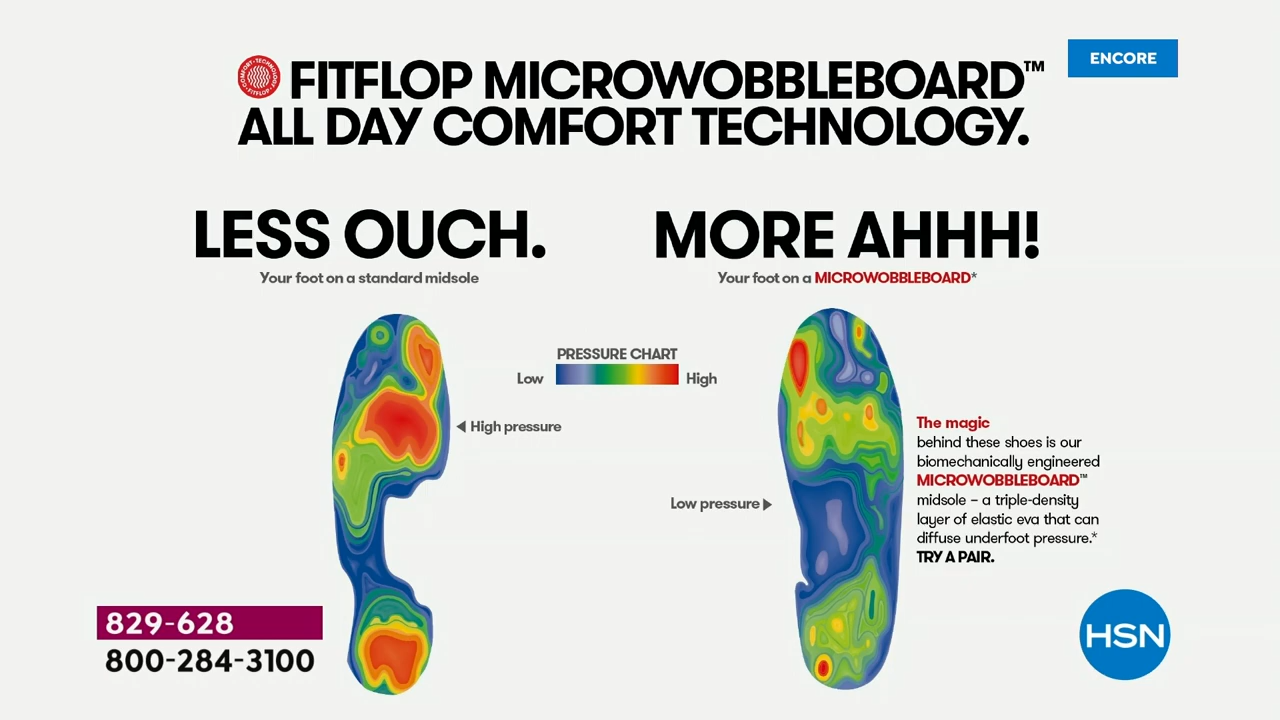 ENCORE
FITFLOP MICROWOBBLEBOARD™
ALL DAY COMFORT TECHNOLOGY.
LESS OUCH.
Your foot on a standard midsole
MORE AHHH!
Your foot on a MICROWOBBLEBOARD*
PRESSURE CHART
Low High
High pressure
Low pressure
The magic
behind these shoes is our
biomechanically engineered
MICROWOBBLEBOARD™
midsole – a triple-density
layer of elastic eva that can
diffuse underfoot pressure.*
TRY A PAIR.
829-628
800-284-3100
HSN